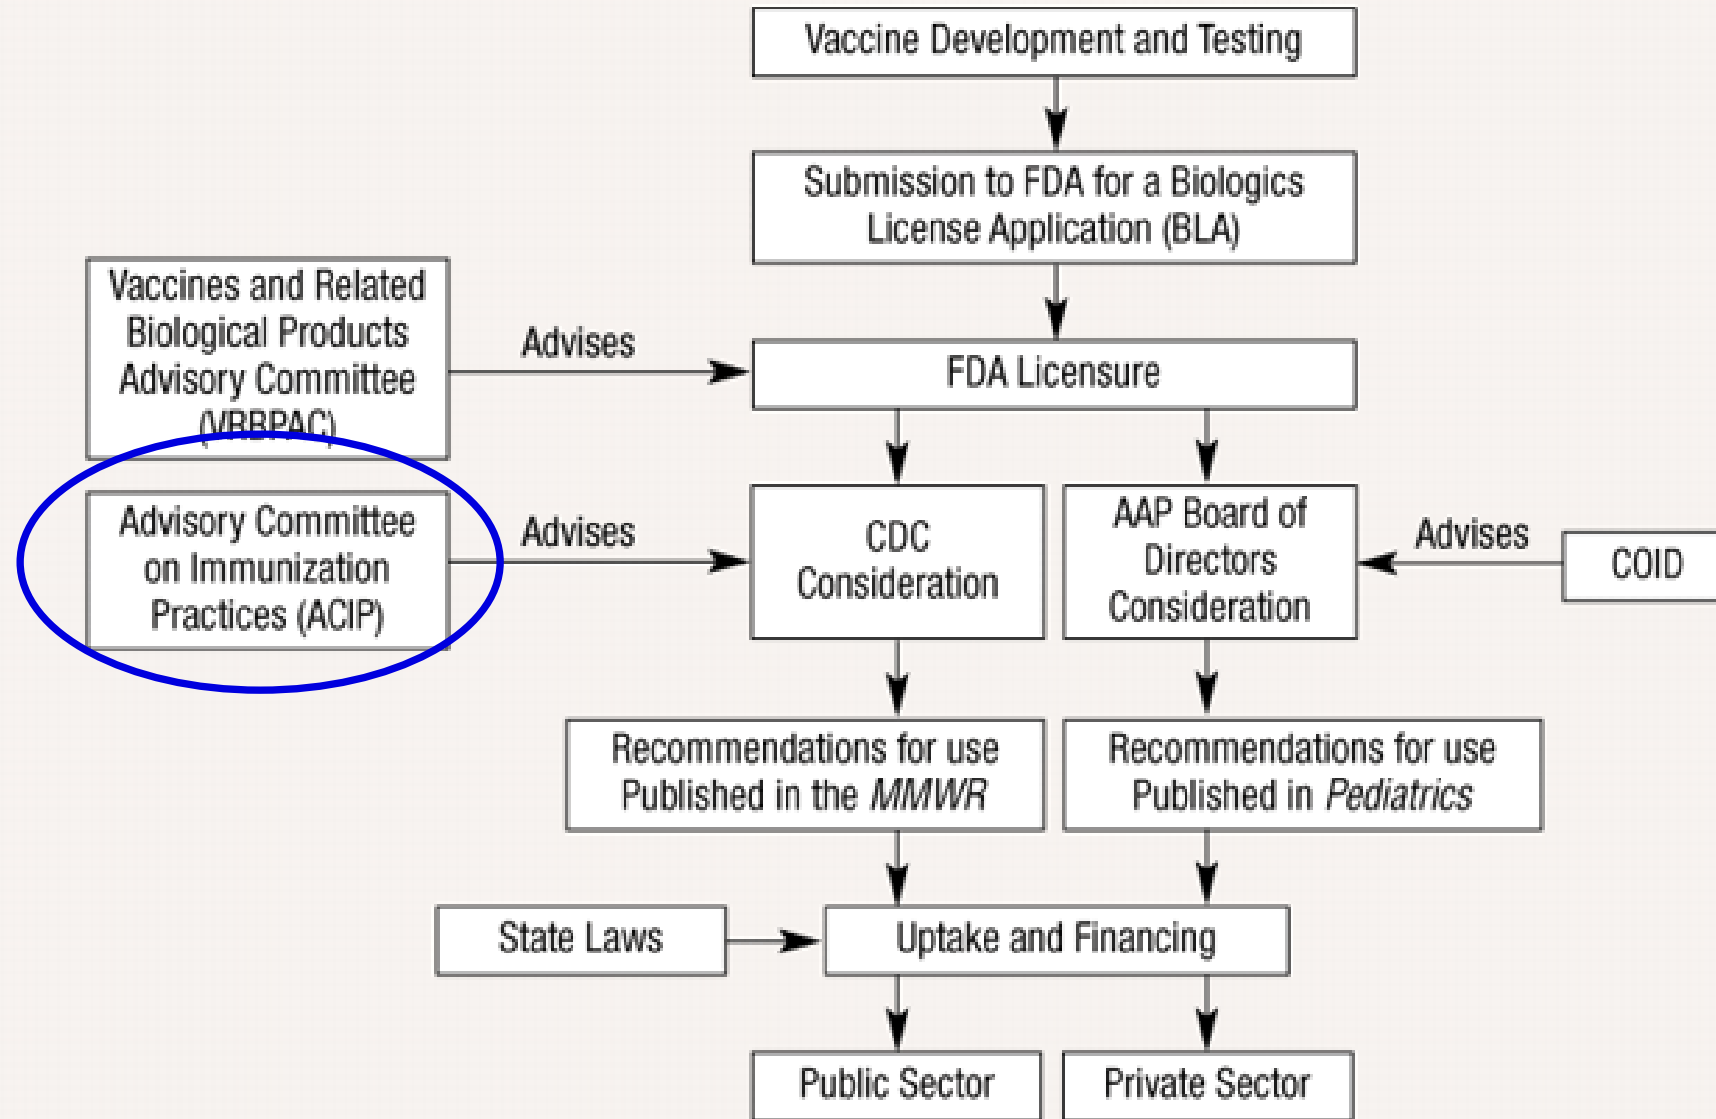 Vaccine Development and Testing
Submission to FDA for a Biologics
License Application (BLA)
Vaccines and Related
Biological Products
Advisory Committee
(VRBPAC)
Advises
FDA Licensure
Advisory Committee
on Immunization
Practices (ACIP)
Advises
CDC
Consideration
AAP Board of
Directors
Consideration
Advises
COID
Recommendations for use
Published in the MMWR
Recommendations for use
Published in Pediatrics
State Laws
Uptake and Financing
Public Sector
Private Sector